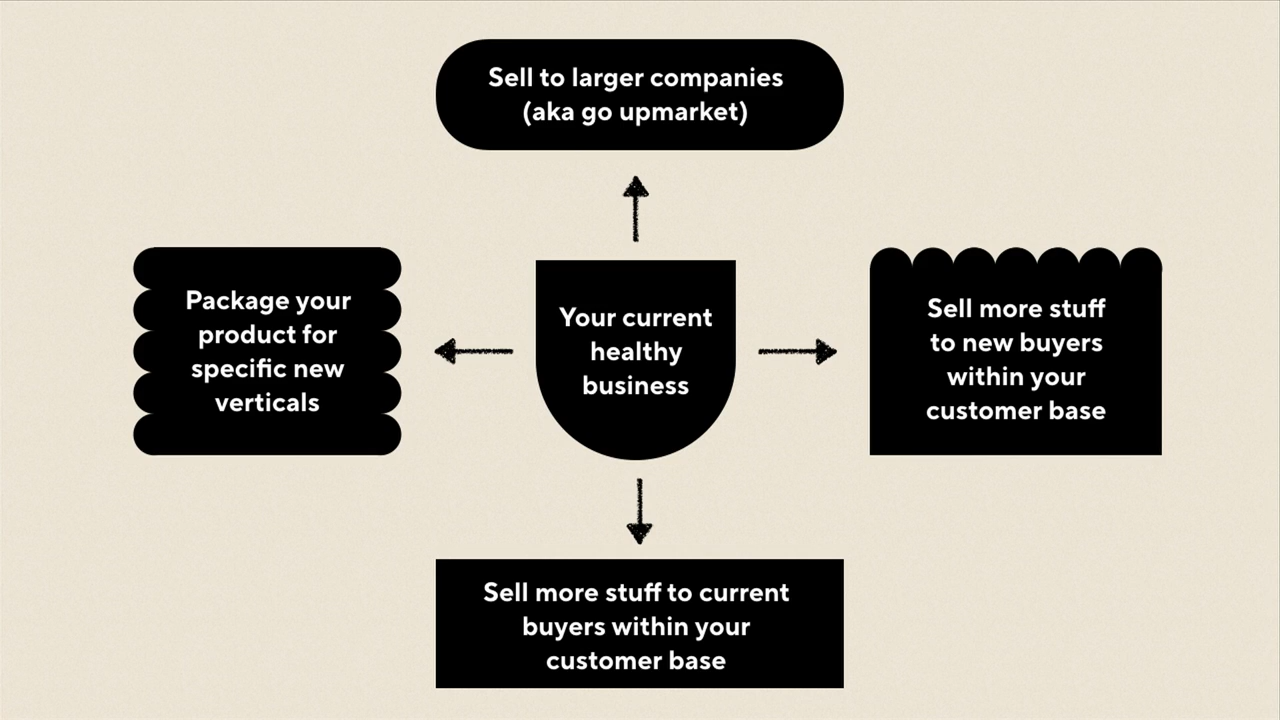 Sell to larger companies
(aka go upmarket)
Package your
product for
specific new
verticals
Your current
healthy
business
Sell more stuff
to new buyers
within your
customer base
Sell more stuff to current
buyers within your
customer base